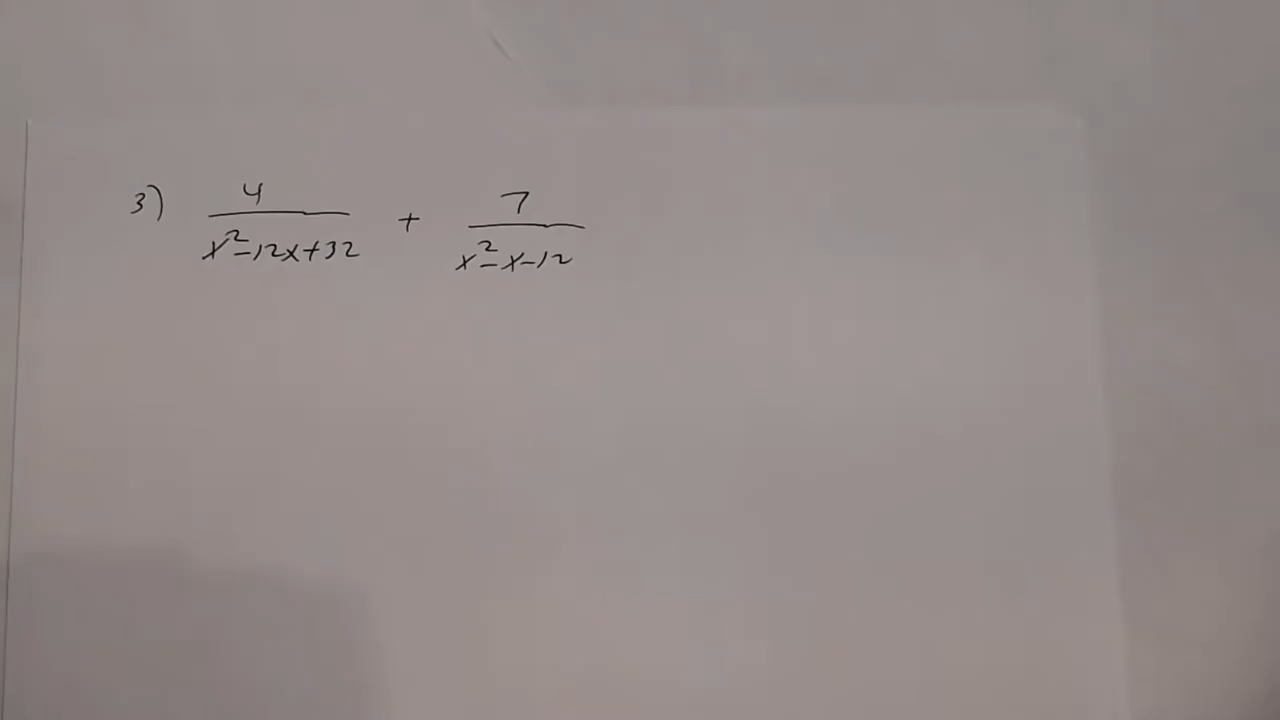 3) 4/(x²-12x+32) + 7/(x²-x-12)